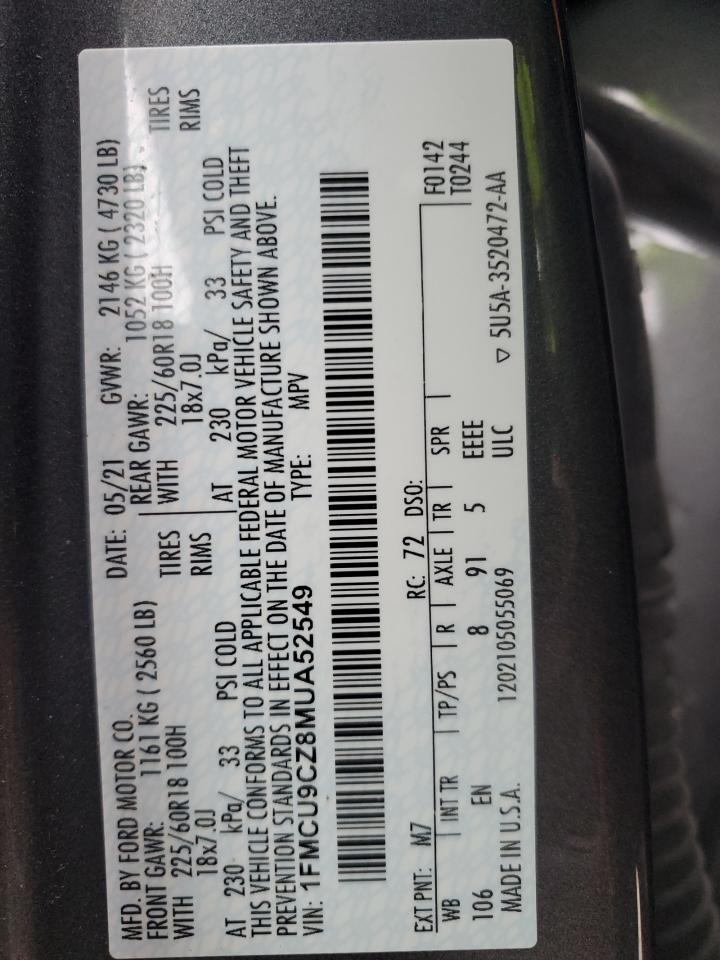 MFD. BY FORD MOTOR CO.
DATE: 05/21 GVWR: 2146 KG ( 4730 LB)
FRONT GAWR: 1161 KG ( 2560 LB) REAR GAWR: 1052 KG ( 2320 LB)
WITH 225/60R18 100H TIRES WITH 225/60R18 100H TIRES
18x7.0J RIMS 18x7.0J RIMS
AT 230 kPa/ 33 PSI COLD AT 230 kPa/ 33 PSI COLD
THIS VEHICLE CONFORMS TO ALL APPLICABLE FEDERAL MOTOR VEHICLE SAFETY AND THEFT
PREVENTION STANDARDS IN EFFECT ON THE DATE OF MANUFACTURE SHOWN ABOVE.
VIN: 1FMCU9CZ8MUA52549 TYPE: MPV
EXT PNT: M7 RC: 72 DSO: F0142
WB INT TR TP/PS R AXLE TR SPR T0244
106 EN 8 91 5 EEEE
ULC
MADE IN U.S.A. 1202105055069 ▽ 5U5A-3520472-AA